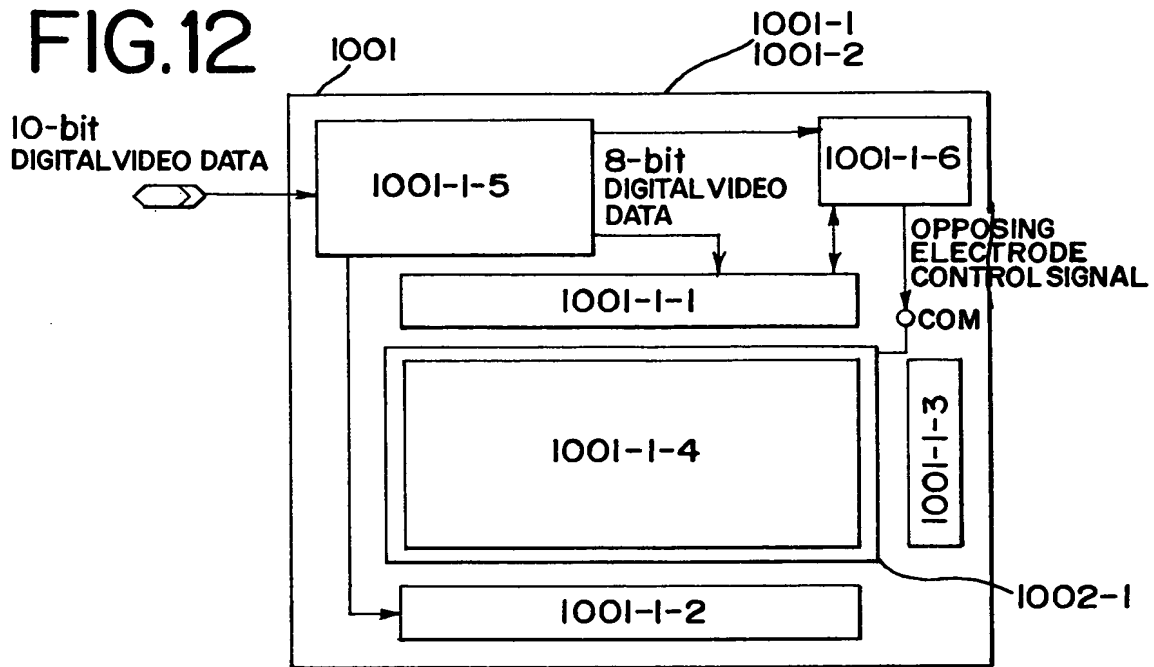 FIG.12
1001
1001-1
1001-2
10-bit
DIGITAL VIDEO DATA
1001-1-5
8-bit
DIGITAL VIDEO
DATA
1001-1-6
OPPOSING
ELECTRODE
CONTROL SIGNAL
1001-1-1
COM
1001-1-4
1001-1-3
1001-1-2
1002-1